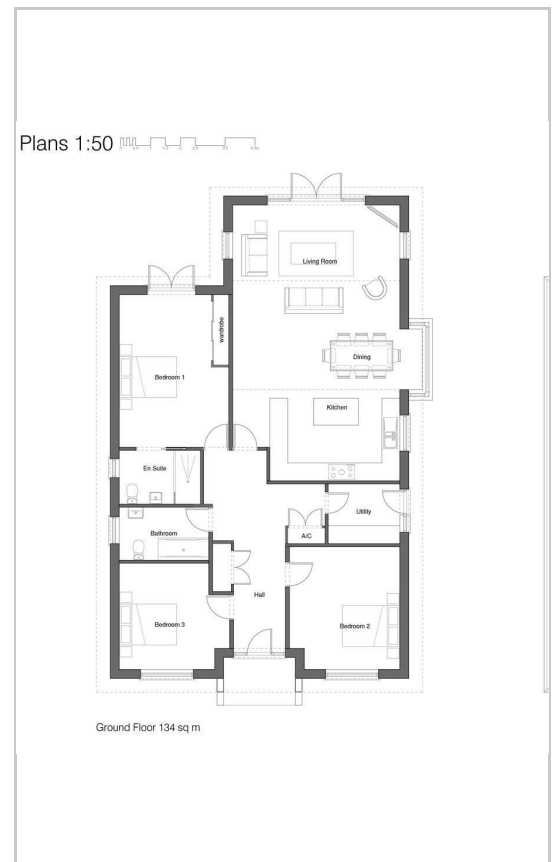 Plans 1:50
Living Room
wardrobe
Dining
Bedroom 1
Kitchen
En Suite
Utility
Bathroom
A/C
Hall
Bedroom 3
Bedroom 2
Ground Floor 134 sq m